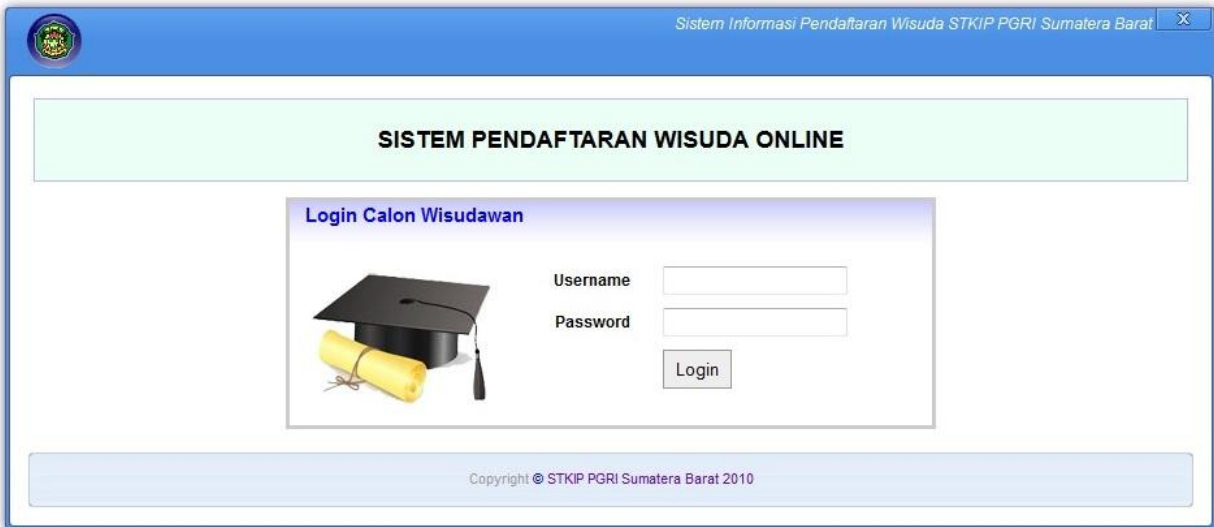 Sistem Informasi Pendaftaran Wisuda STKIP PGRI Sumatera Barat X
SISTEM PENDAFTARAN WISUDA ONLINE
Login Calon Wisudawan
Username
Password
Login
Copyright © STKIP PGRI Sumatera Barat 2010